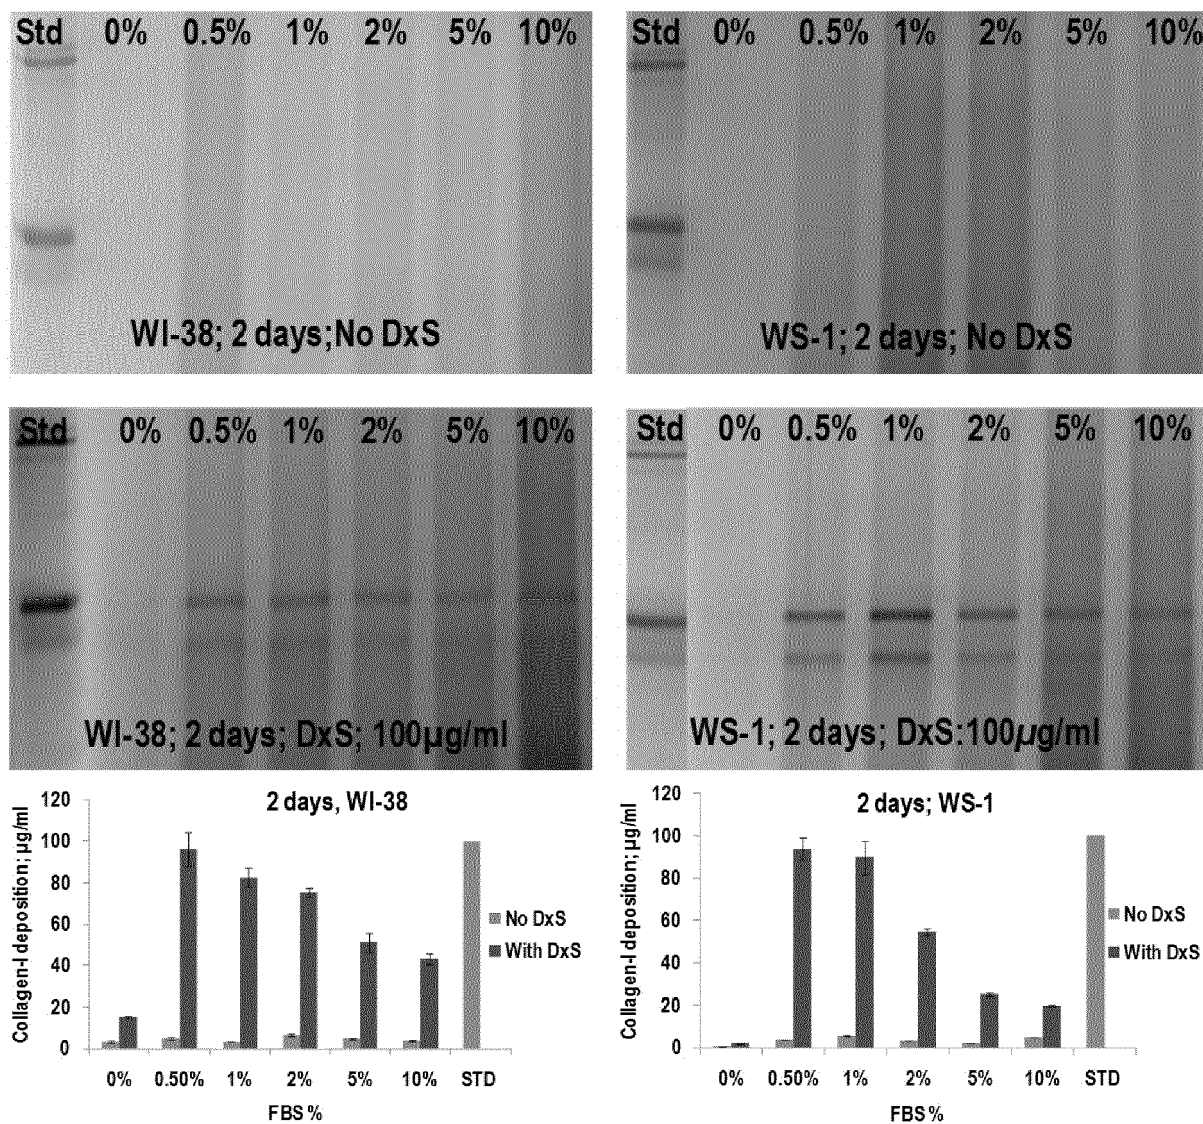 Std 0% 0.5% 1% 2% 5% 10%
WI-38; 2 days;No DxS
Std 0% 0.5% 1% 2% 5% 10%
WS-1; 2 days; No DxS
Std 0% 0.5% 1% 2% 5% 10%
WI-38; 2 days; DxS; 100µg/ml
Std 0% 0.5% 1% 2% 5% 10%
WS-1; 2 days; DxS:100µg/ml
2 days, WI-38
Collagen-I deposition; µg/ml
120
100
80
60
40
20
0
0% 0.50% 1% 2% 5% 10% STD
FBS %
No DxS
With DxS
2 days; WS-1
Collagen-I deposition; µg/ml
120
100
80
60
40
20
0
0% 0.50% 1% 2% 5% 10% STD
FBS %
No DxS
With DxS